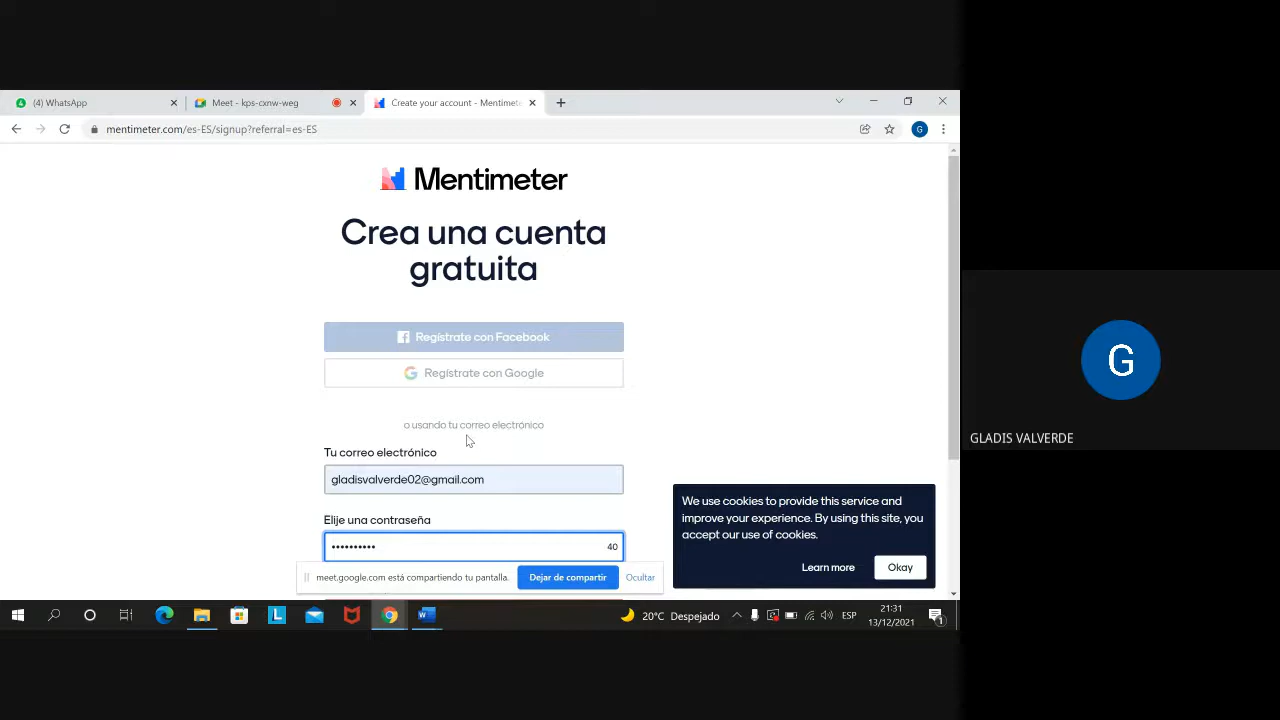 (4) WhatsApp
Meet - kps-cxnw-weg
Create your account - Mentimete
mentimeter.com/es-ES/signup?referral=es-ES
G
Mentimeter
Crea una cuenta
gratuita
Regístrate con Facebook
Regístrate con Google
o usando tu correo electrónico
Tu correo electrónico
gladisvalverde02@gmail.com
Elije una contraseña
•••••••••• 40
We use cookies to provide this service and
improve your experience. By using this site, you
accept our use of cookies.
Learn more
Okay
meet.google.com está compartiendo tu pantalla.
Dejar de compartir
Ocultar
L
W
20°C Despejado
ESP
21:31
13/12/2021
1
G
GLADIS VALVERDE